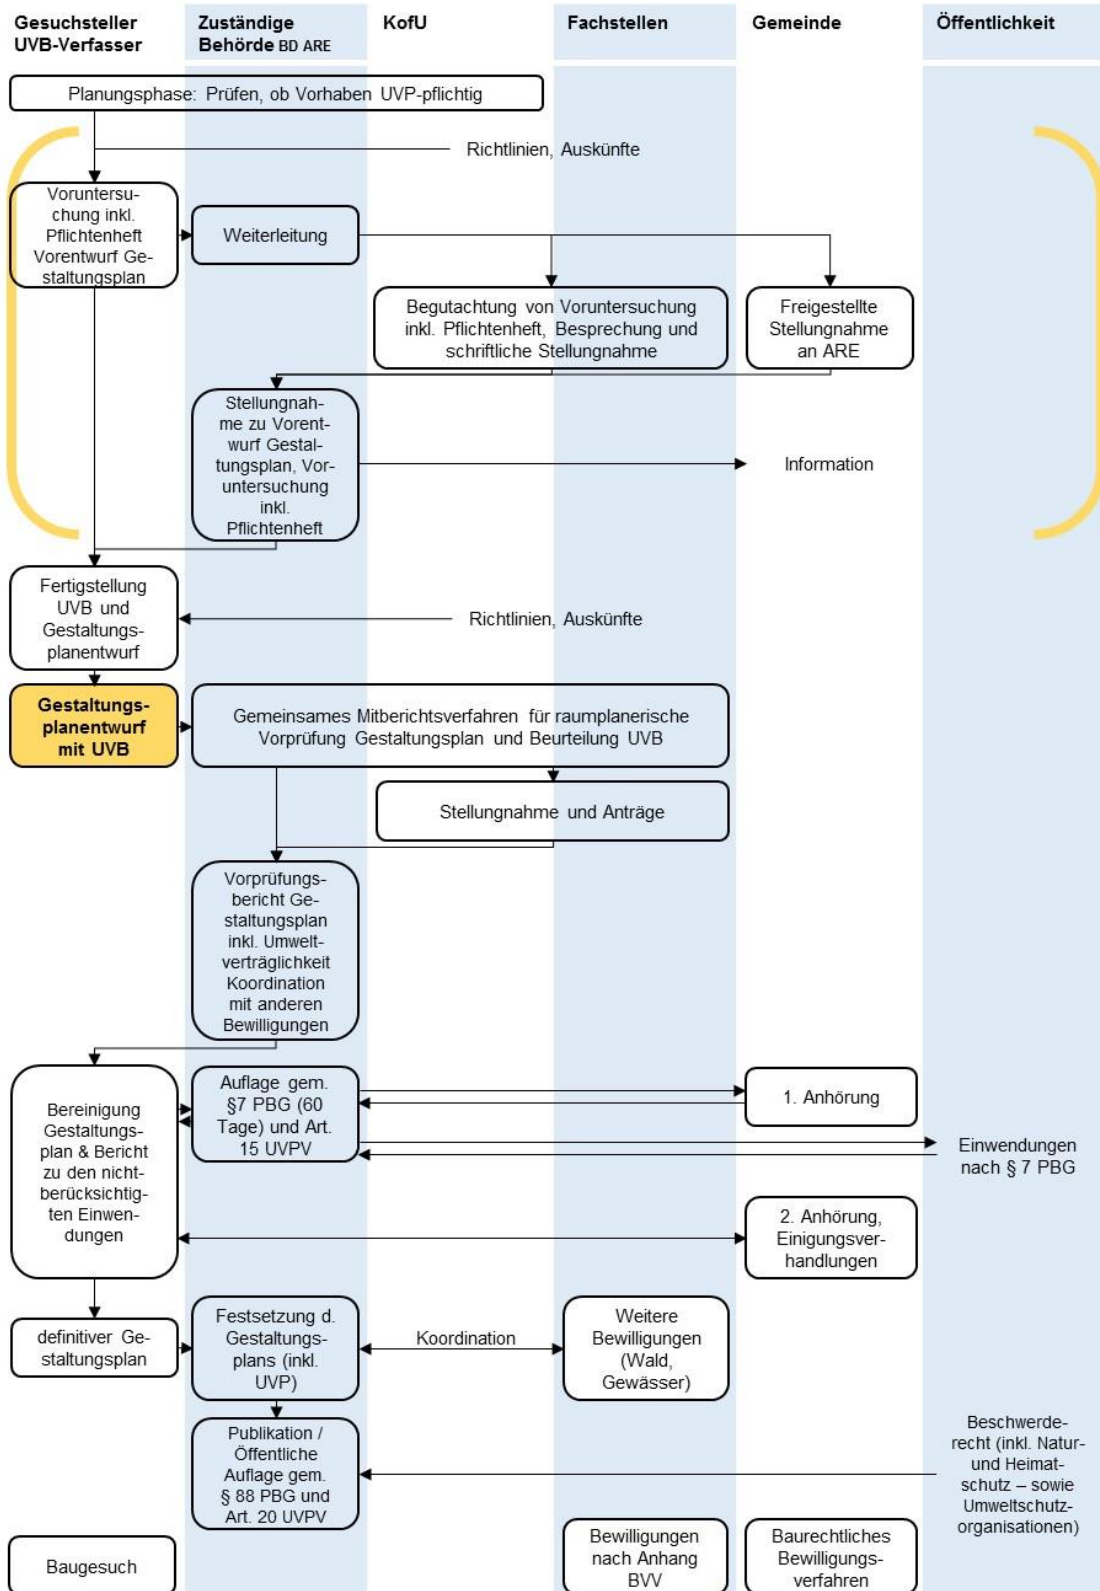 Gesuchsteller
UVB-Verfasser
Zuständige
Behörde BD ARE
KofU
Fachstellen
Gemeinde
Öffentlichkeit
Planungsphase: Prüfen, ob Vorhaben UVP-pflichtig
Richtlinien, Auskünfte
Voruntersu-
chung inkl.
Pflichtenheft
Vorentwurf Ge-
staltungsplan
Weiterleitung
Begutachtung von Voruntersuchung
inkl. Pflichtenheft, Besprechung und
schriftliche Stellungnahme
Freigestellte
Stellungnahme
an ARE
Stellungnah-
me zu Vorent-
wurf Gestal-
tungsplan, Vor-
untersuchung
inkl.
Pflichtenheft
Information
Fertigstellung
UVB und
Gestaltungs-
planentwurf
Richtlinien, Auskünfte
Gestaltungs-
planentwurf
mit UVB
Gemeinsames Mitberichtsverfahren für raumplanerische
Vorprüfung Gestaltungsplan und Beurteilung UVB
Stellungnahme und Anträge
Vorprüfungs-
bericht Ge-
staltungsplan
inkl. Umwelt-
verträglichkeit
Koordination
mit anderen
Bewilligungen
Bereinigung
Gestaltungs-
plan & Bericht
zu den nicht-
berücksichtig-
ten Einwen-
dungen
Auflage gem.
§7 PBG (60
Tage) und Art.
15 UVPV
1. Anhörung
Einwendungen
nach § 7 PBG
2. Anhörung,
Einigungsver-
handlungen
definitiver Ge-
staltungsplan
Festsetzung d.
Gestaltungs-
plans (inkl.
UVP)
Koordination
Weitere
Bewilligungen
(Wald,
Gewässer)
Publikation /
Öffentliche
Auflage gem.
§ 88 PBG und
Art. 20 UVPV
Beschwerde-
recht (inkl. Natur-
und Heimat-
schutz – sowie
Umweltschutz-
organisationen)
Baugesuch
Bewilligungen
nach Anhang
BVV
Baurechtliches
Bewilligungs-
verfahren